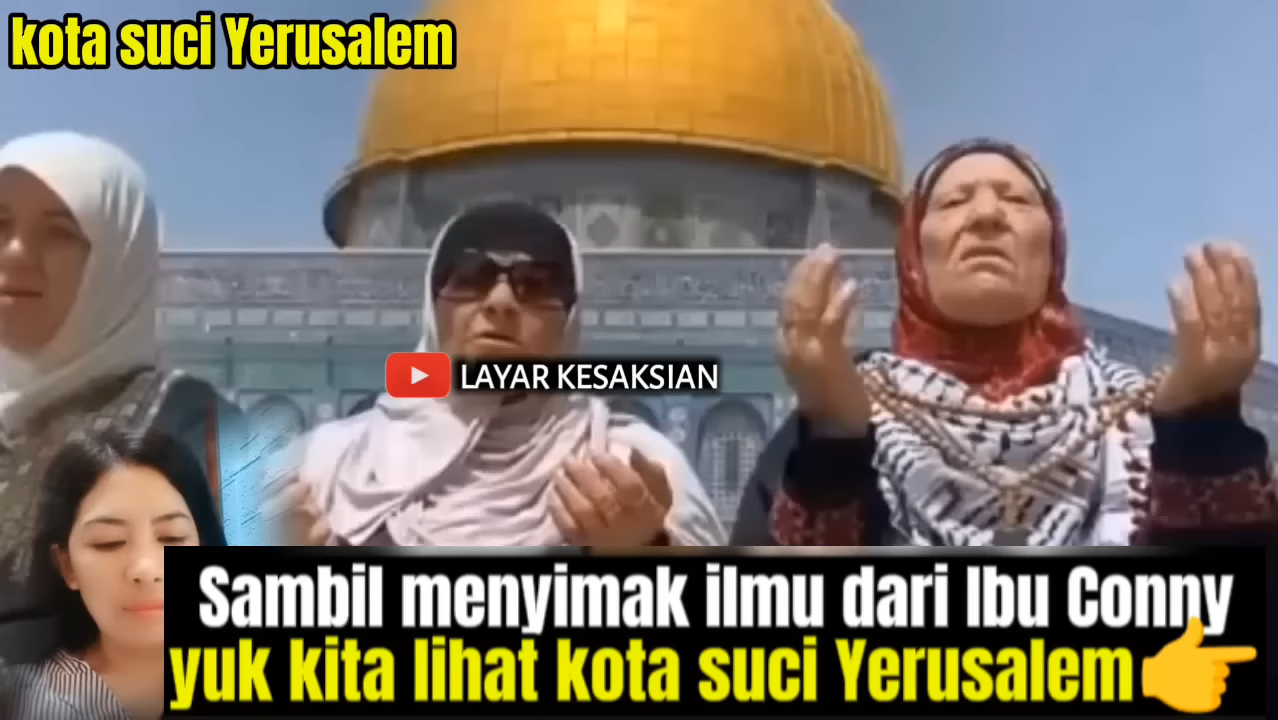 kota suci Yerusalem
LAYAR KESAKSIAN
Sambil menyimak ilmu dari Ibu Conny
yuk kita lihat kota suci Yerusalem